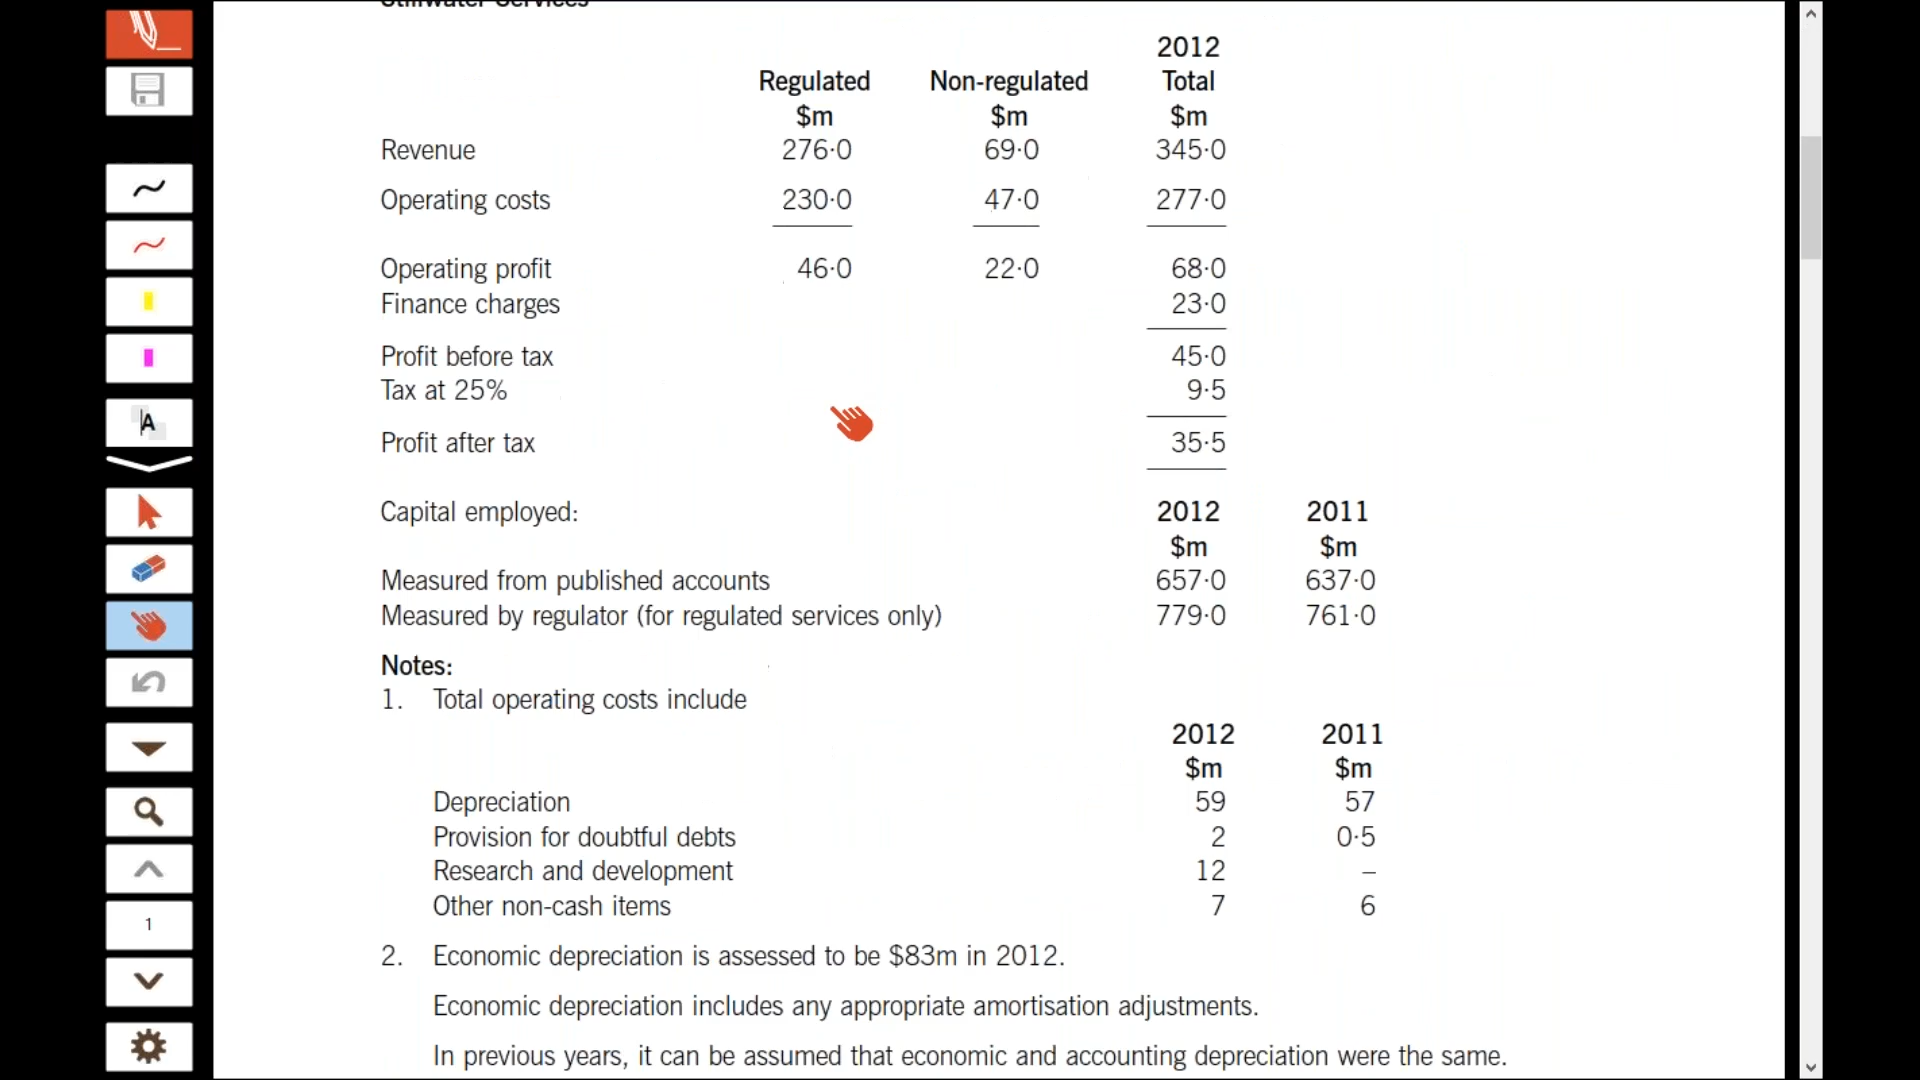 Stillwater Services
2012
Regulated Non-regulated Total
$m $m $m
Revenue 276·0 69·0 345·0
Operating costs 230·0 47·0 277·0
Operating profit 46·0 22·0 68·0
Finance charges 23·0
Profit before tax 45·0
Tax at 25% 9·5
Profit after tax 35·5
Capital employed: 2012 2011
$m $m
Measured from published accounts 657·0 637·0
Measured by regulator (for regulated services only) 779·0 761·0
Notes:
1. Total operating costs include
2012 2011
$m $m
Depreciation 59 57
Provision for doubtful debts 2 0·5
Research and development 12 –
Other non-cash items 7 6
2. Economic depreciation is assessed to be $83m in 2012.
Economic depreciation includes any appropriate amortisation adjustments.
In previous years, it can be assumed that economic and accounting depreciation were the same.
A
1